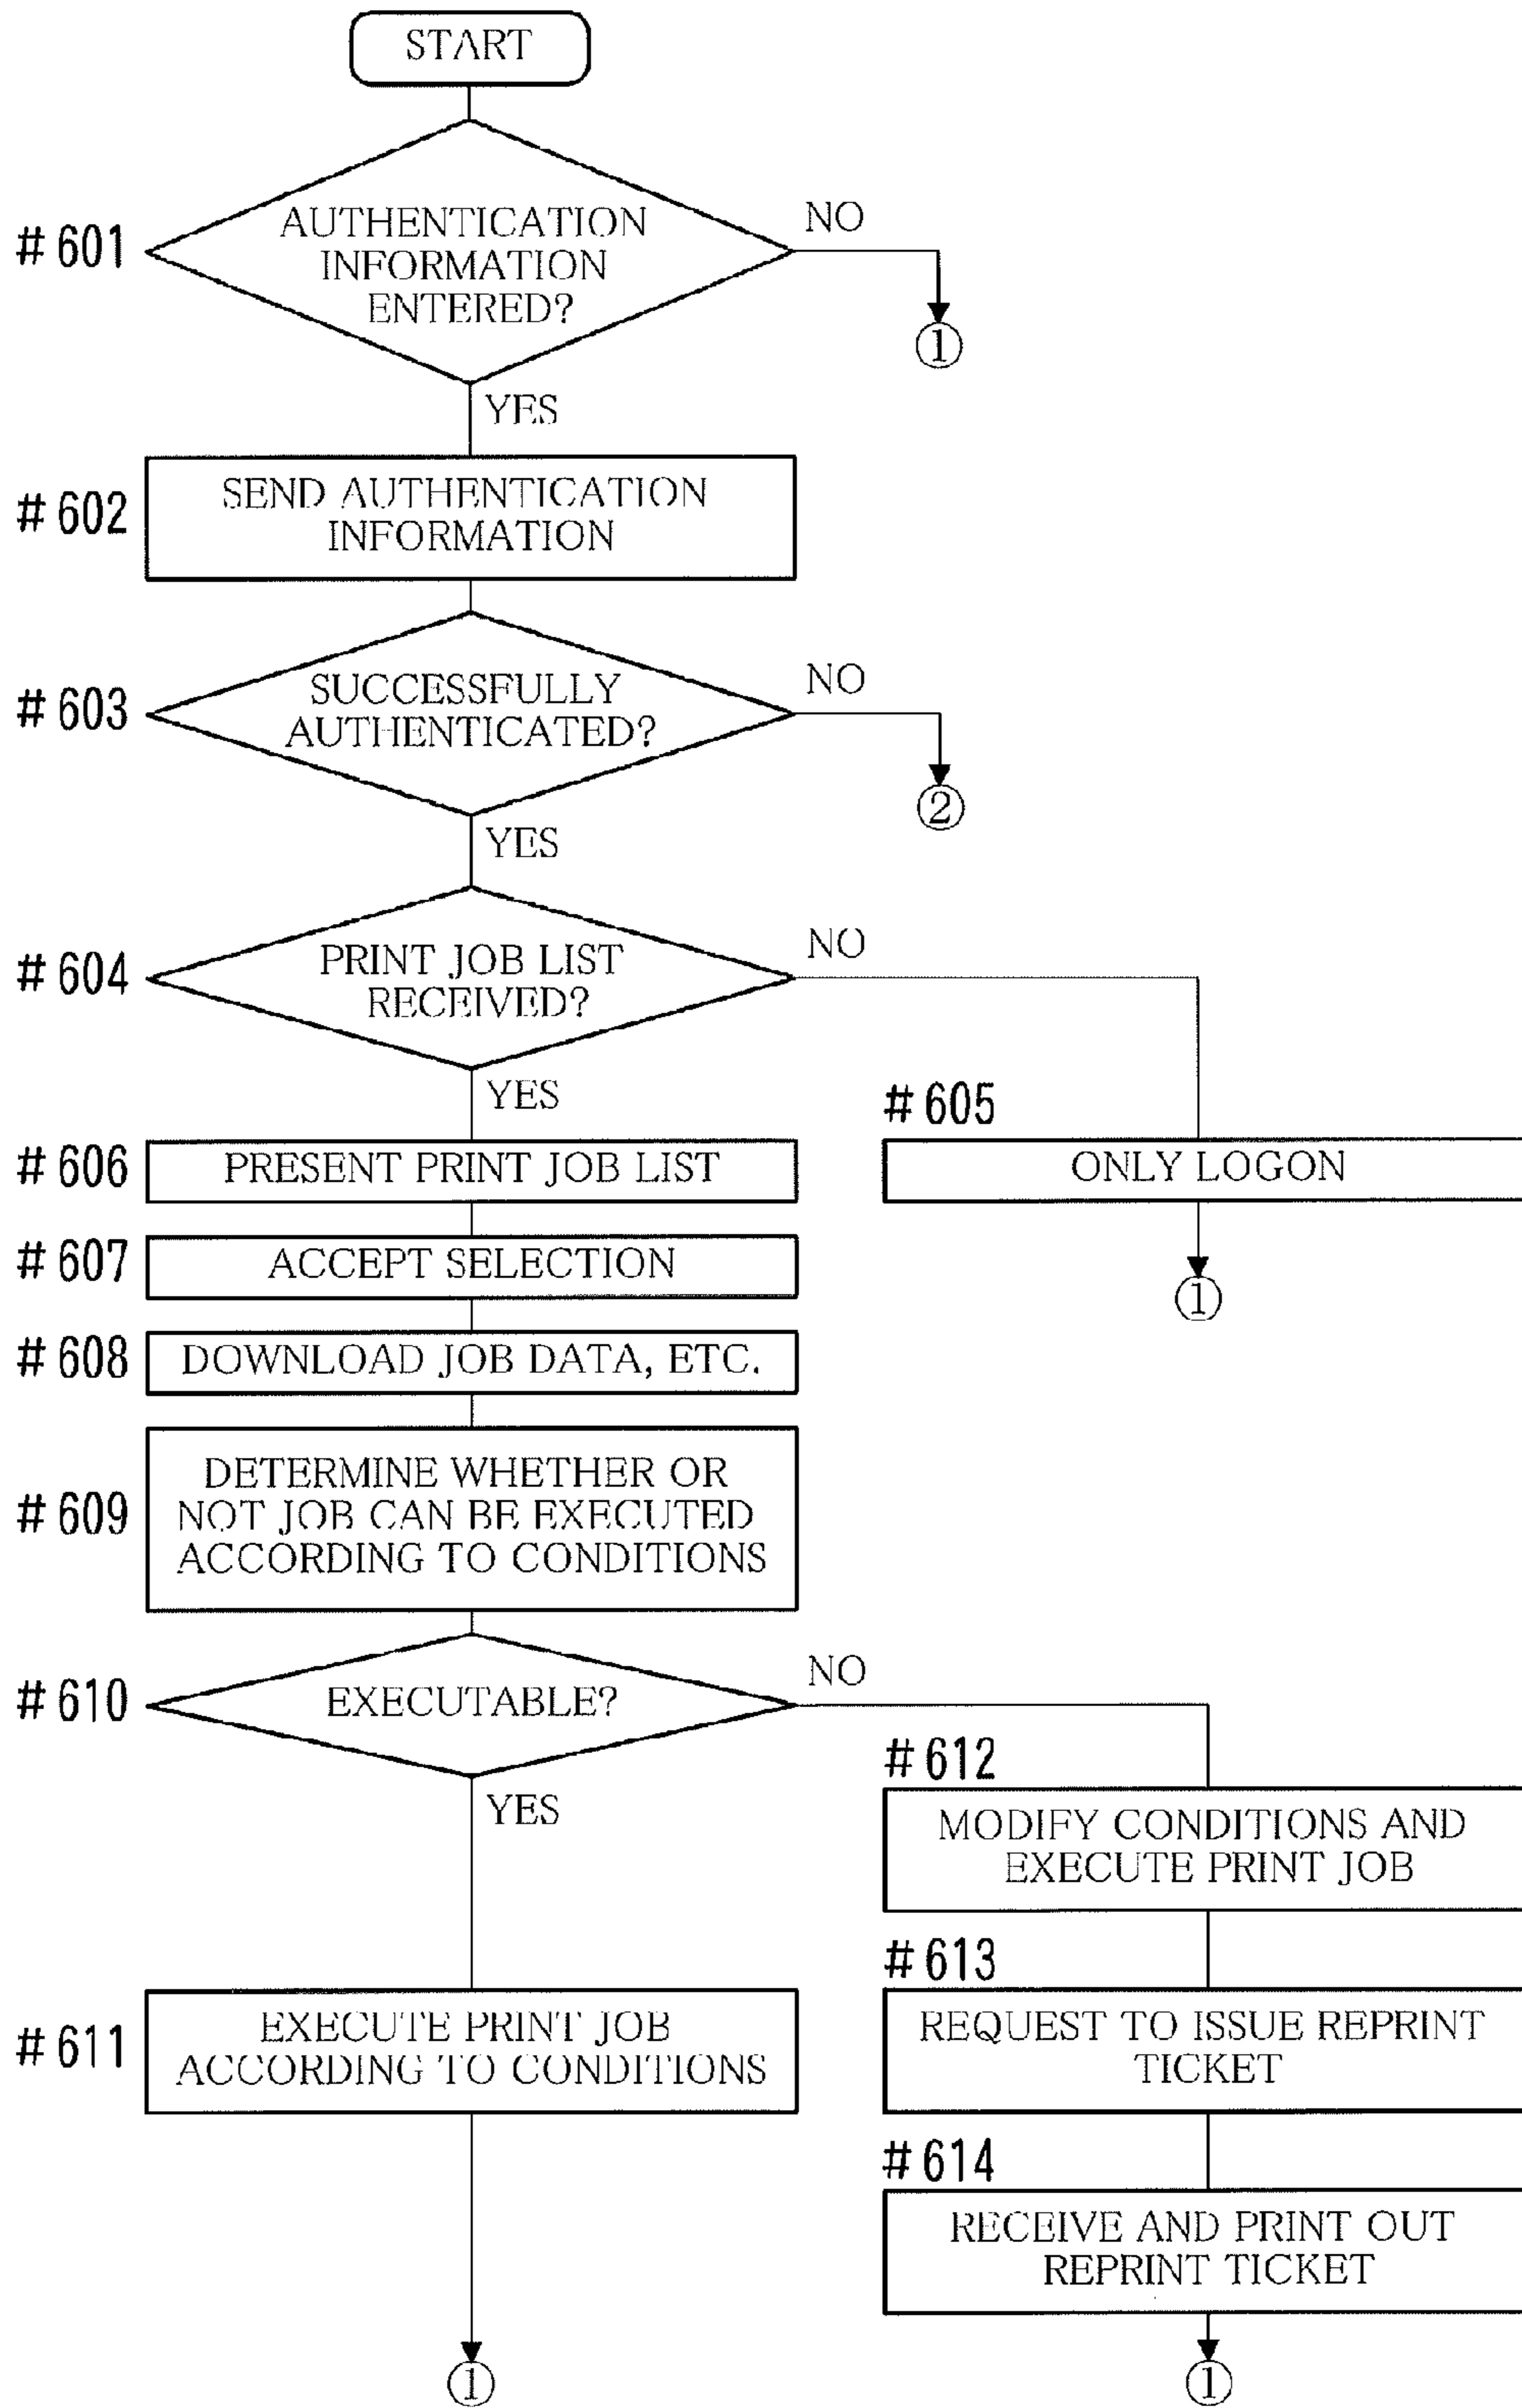 START
#601
AUTHENTICATION
INFORMATION
ENTERED?
NO
①
YES
#602
SEND AUTHENTICATION
INFORMATION
#603
SUCCESSFULLY
AUTHENTICATED?
NO
②
YES
#604
PRINT JOB LIST
RECEIVED?
NO
YES
#605
ONLY LOGON
①
#606
PRESENT PRINT JOB LIST
#607
ACCEPT SELECTION
#608
DOWNLOAD JOB DATA, ETC.
#609
DETERMINE WHETHER OR
NOT JOB CAN BE EXECUTED
ACCORDING TO CONDITIONS
#610
EXECUTABLE?
NO
YES
#612
MODIFY CONDITIONS AND
EXECUTE PRINT JOB
#613
REQUEST TO ISSUE REPRINT
TICKET
#611
EXECUTE PRINT JOB
ACCORDING TO CONDITIONS
#614
RECEIVE AND PRINT OUT
REPRINT TICKET
①
①